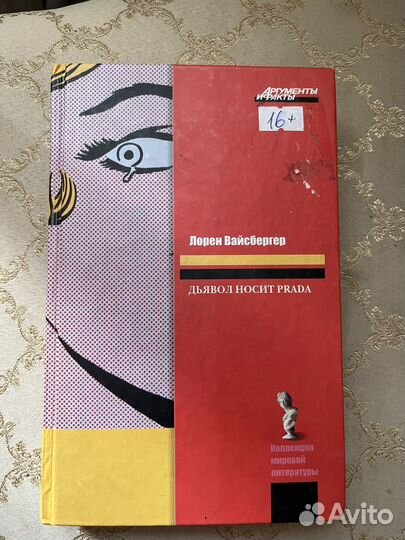 АРГУМЕНТЫ
И ФАКТЫ
16+
Лорен Вайсбергер
ДЬЯВОЛ НОСИТ PRADA
Коллекция
мировой
литературы
Avito